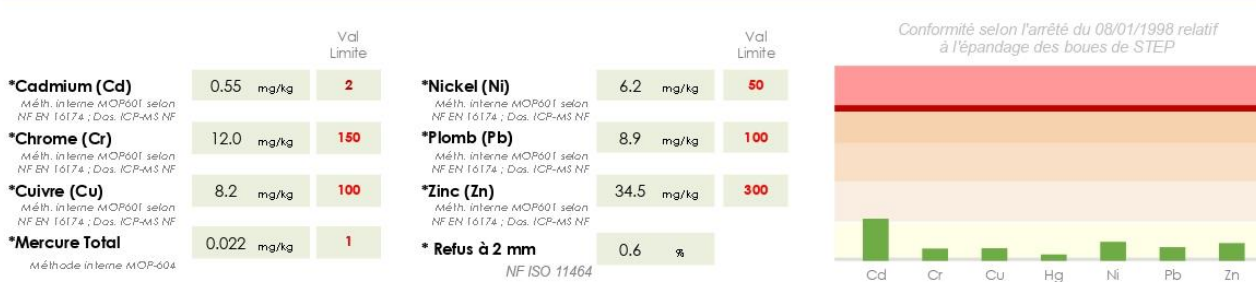 Val
Limite
*Cadmium (Cd) 0.55 mg/kg 2
Méth. interne MOP601 selon
NF EN 16174 ; Dos. ICP-MS NF
*Chrome (Cr) 12.0 mg/kg 150
Méth. interne MOP601 selon
NF EN 16174 ; Dos. ICP-MS NF
*Cuivre (Cu) 8.2 mg/kg 100
Méth. interne MOP601 selon
NF EN 16174 ; Dos. ICP-MS NF
*Mercure Total 0.022 mg/kg 1
Méthode interne MOP-604
Val
Limite
*Nickel (Ni) 6.2 mg/kg 50
Méth. interne MOP601 selon
NF EN 16174 ; Dos. ICP-MS NF
*Plomb (Pb) 8.9 mg/kg 100
Méth. interne MOP601 selon
NF EN 16174 ; Dos. ICP-MS NF
*Zinc (Zn) 34.5 mg/kg 300
Méth. interne MOP601 selon
NF EN 16174 ; Dos. ICP-MS NF
* Refus à 2 mm 0.6 %
NF ISO 11464
Conformité selon l'arrêté du 08/01/1998 relatif
à l'épandage des boues de STEP
Cd Cr Cu Hg Ni Pb Zn